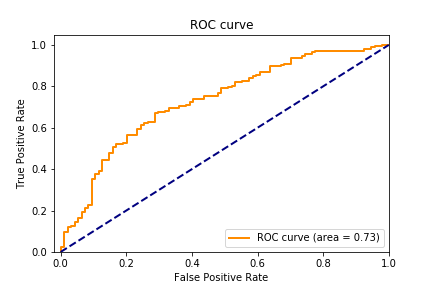 ROC curve
True Positive Rate
1.0
0.8
0.6
0.4
0.2
0.0
ROC curve (area = 0.73)
0.0 0.2 0.4 0.6 0.8 1.0
False Positive Rate